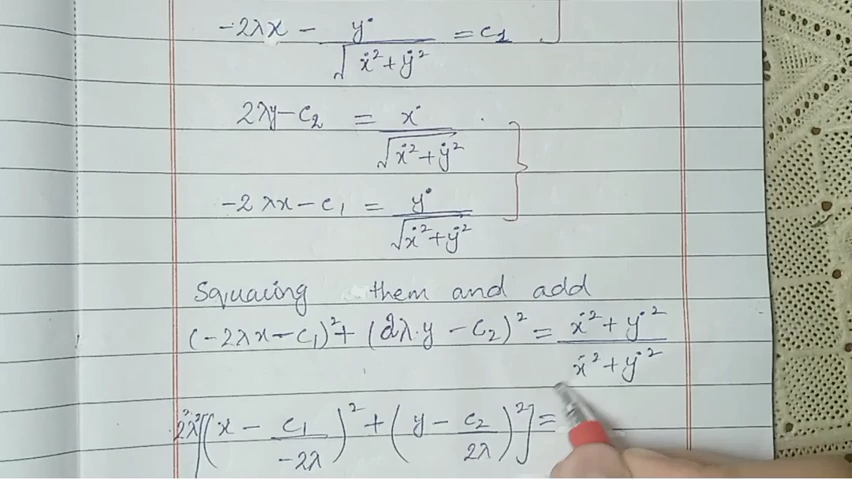 -2λx - ẏ / √(ẋ² + ẏ²) = c₁
2λy - c₂ = ẋ / √(ẋ² + ẏ²)
-2λx - c₁ = ẏ / √(ẋ² + ẏ²)
Squaring them and add
(-2λx - c₁)² + (2λ·y - c₂)² = (ẋ² + ẏ²) / (ẋ² + ẏ²)
2²λ²[(x - c₁ / -2λ)² + (y - c₂ / 2λ)²] =